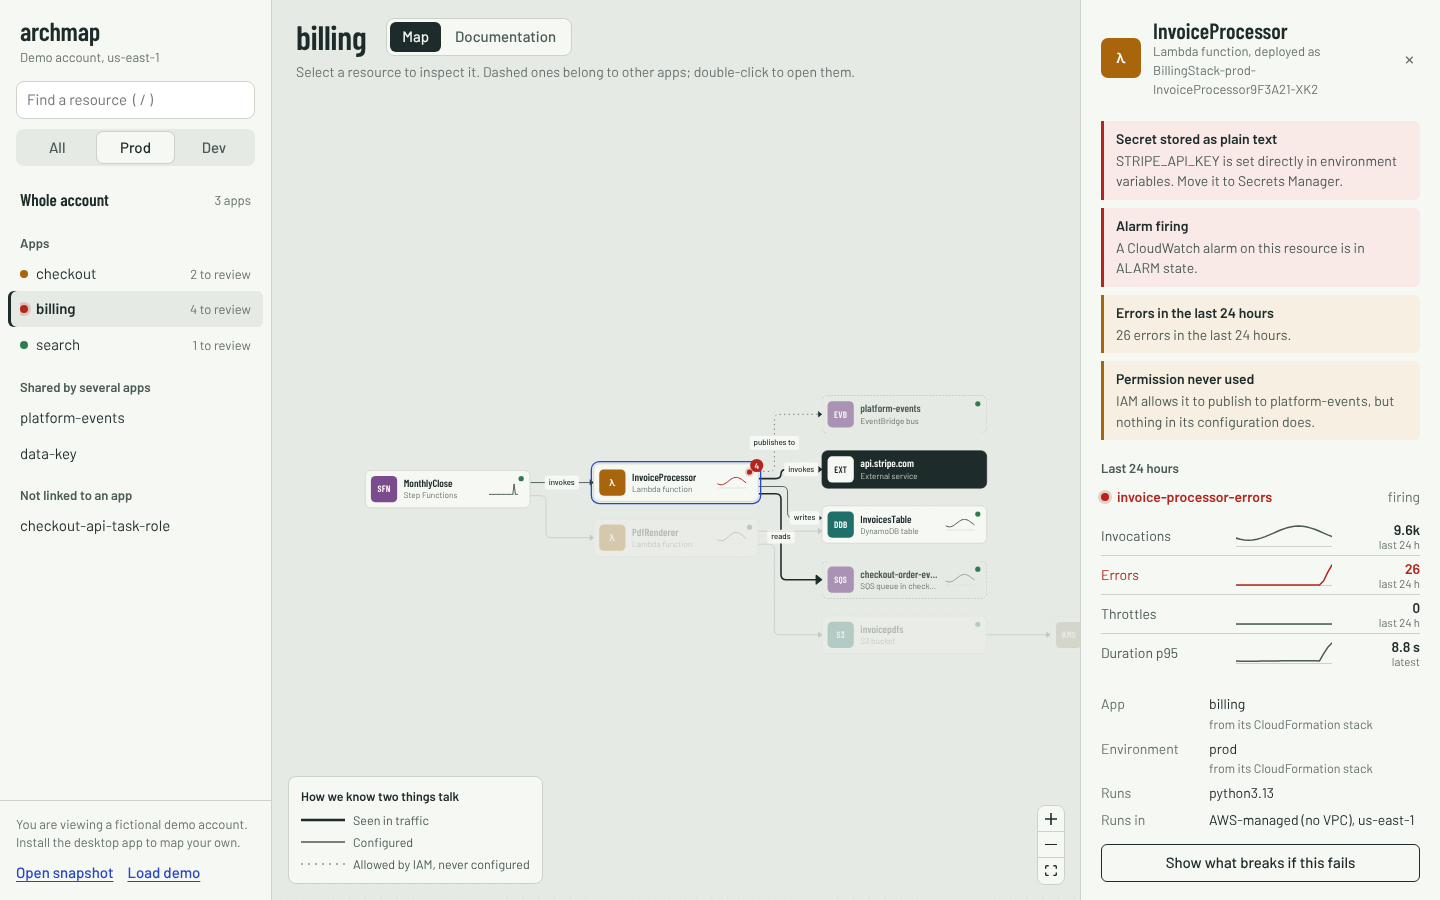 archmap
Demo account, us-east-1
Find a resource ( / )
All
Prod
Dev
Whole account
3 apps
Apps
checkout
2 to review
billing
4 to review
search
1 to review
Shared by several apps
platform-events
data-key
Not linked to an app
checkout-api-task-role
You are viewing a fictional demo account.
Install the desktop app to map your own.
Open snapshot
Load demo
billing
Map
Documentation
Select a resource to inspect it. Dashed ones belong to other apps; double-click to open them.
EVB
platform-events
EventBridge bus
publishes to
4
SFN
MonthlyClose
Step Functions
invokes
λ
InvoiceProcessor
Lambda function
invokes
EXT
api.stripe.com
External service
λ
PdfRenderer
Lambda function
writes
reads
DDB
InvoicesTable
DynamoDB table
SQS
checkout-order-ev...
SQS queue in check...
S3
invoicepdfs
S3 bucket
KMS
How we know two things talk
Seen in traffic
Configured
Allowed by IAM, never configured
λ
InvoiceProcessor
Lambda function, deployed as
BillingStack-prod-
InvoiceProcessor9F3A21-XK2
Secret stored as plain text
STRIPE_API_KEY is set directly in environment
variables. Move it to Secrets Manager.
Alarm firing
A CloudWatch alarm on this resource is in
ALARM state.
Errors in the last 24 hours
26 errors in the last 24 hours.
Permission never used
IAM allows it to publish to platform-events, but
nothing in its configuration does.
Last 24 hours
invoice-processor-errors
firing
Invocations
9.6k
last 24 h
Errors
26
last 24 h
Throttles
0
last 24 h
Duration p95
8.8 s
latest
App
billing
from its CloudFormation stack
Environment
prod
from its CloudFormation stack
Runs
python3.13
Runs in
AWS-managed (no VPC), us-east-1
Show what breaks if this fails